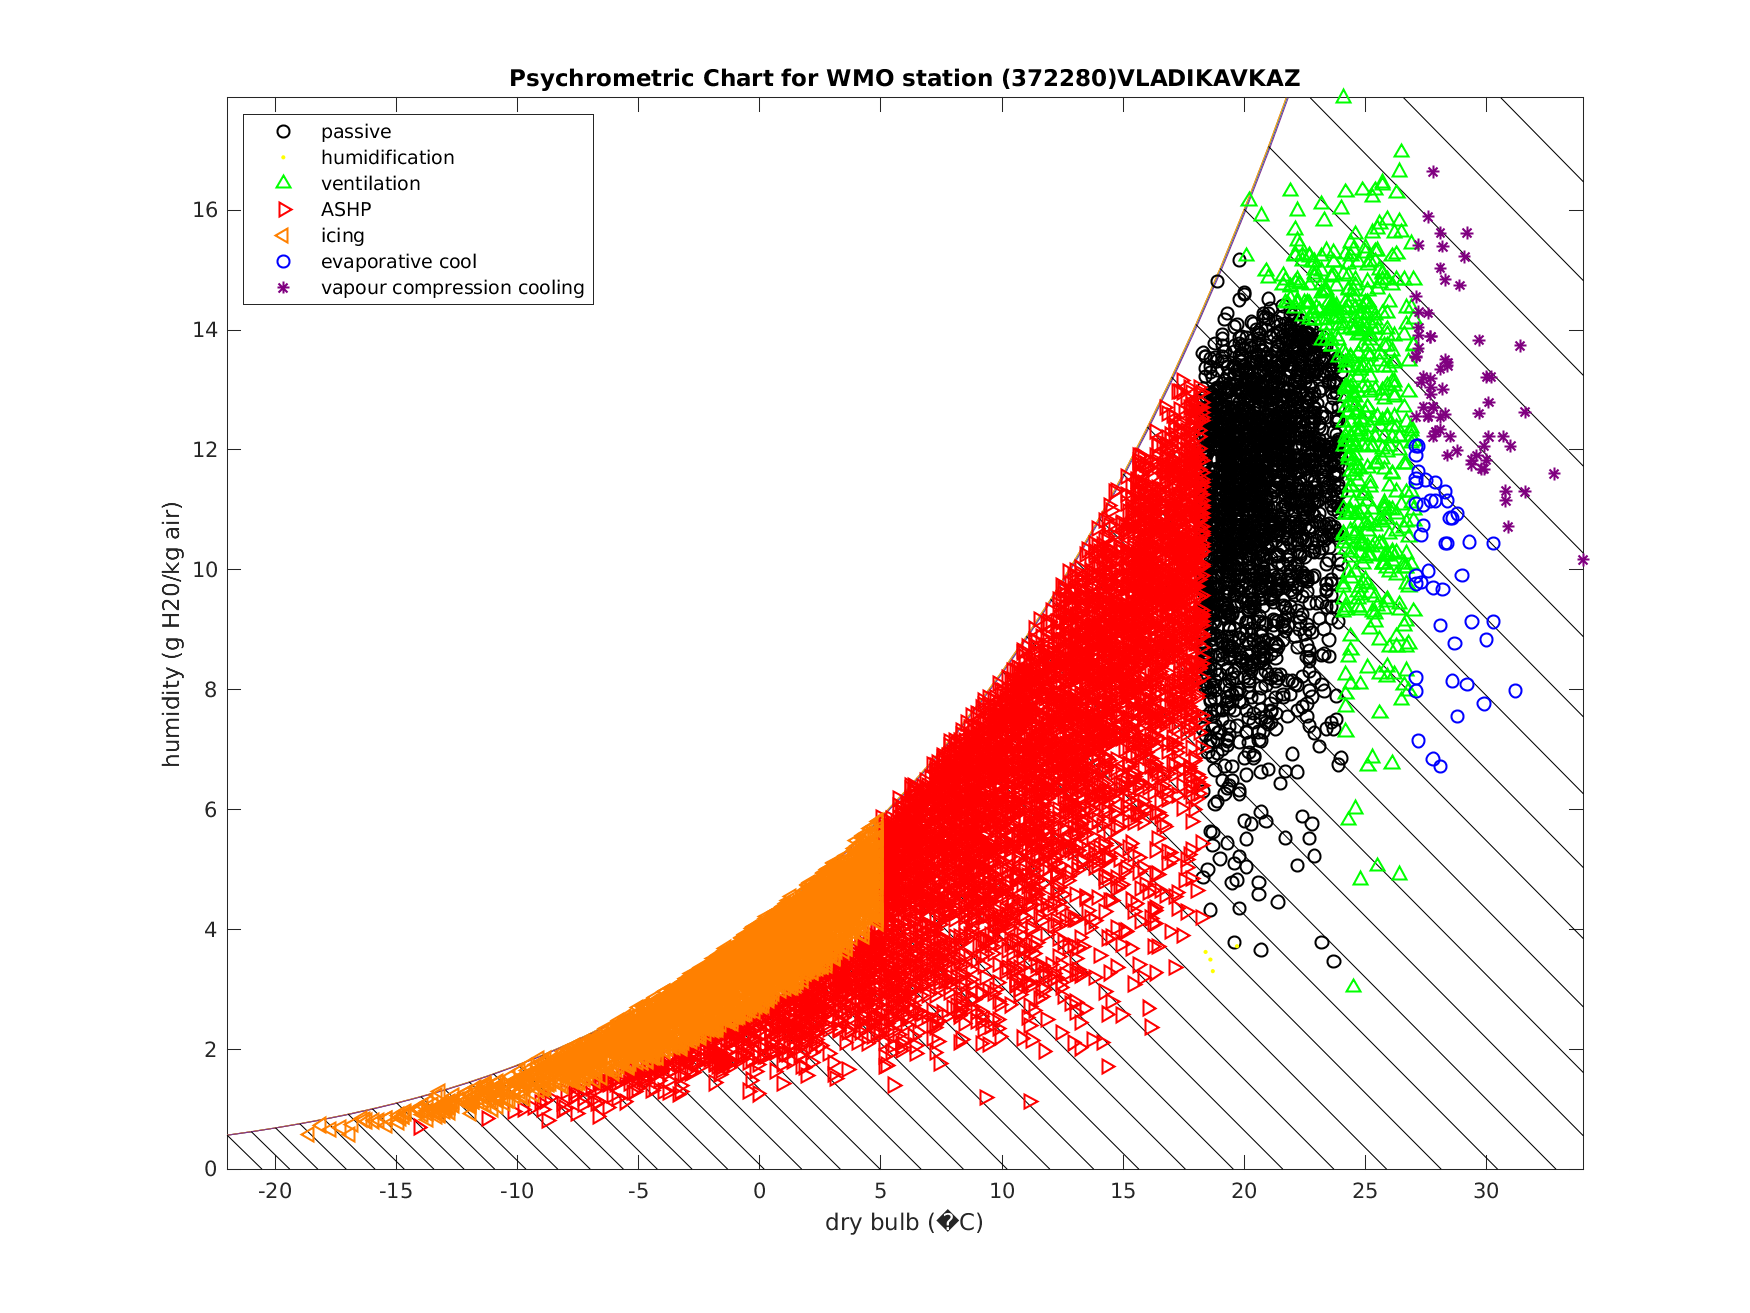 Psychrometric Chart for WMO station (372280)VLADIKAVKAZ
passive
humidification
ventilation
ASHP
icing
evaporative cool
vapour compression cooling
humidity (g H20/kg air)
16
14
12
10
8
6
4
2
0
-20 -15 -10 -5 0 5 10 15 20 25 30
dry bulb (�C)